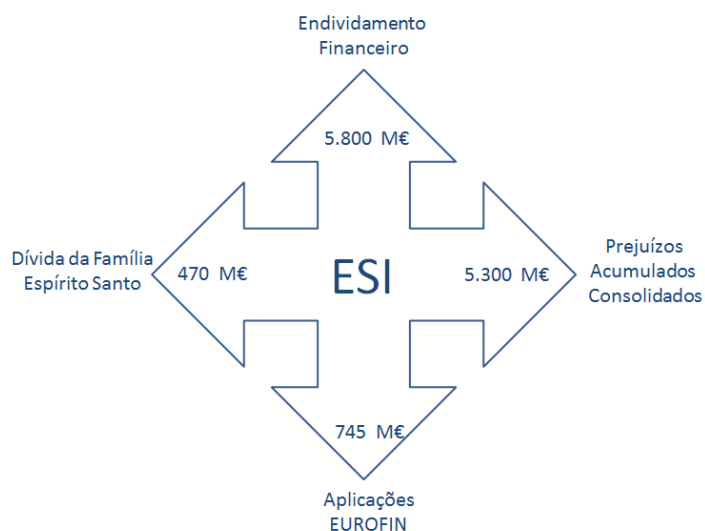 Endividamento
Financeiro
5.800 M€
Dívida da Família
Espírito Santo
470 M€
ESI
5.300 M€
Prejuízos
Acumulados
Consolidados
745 M€
Aplicações
EUROFIN